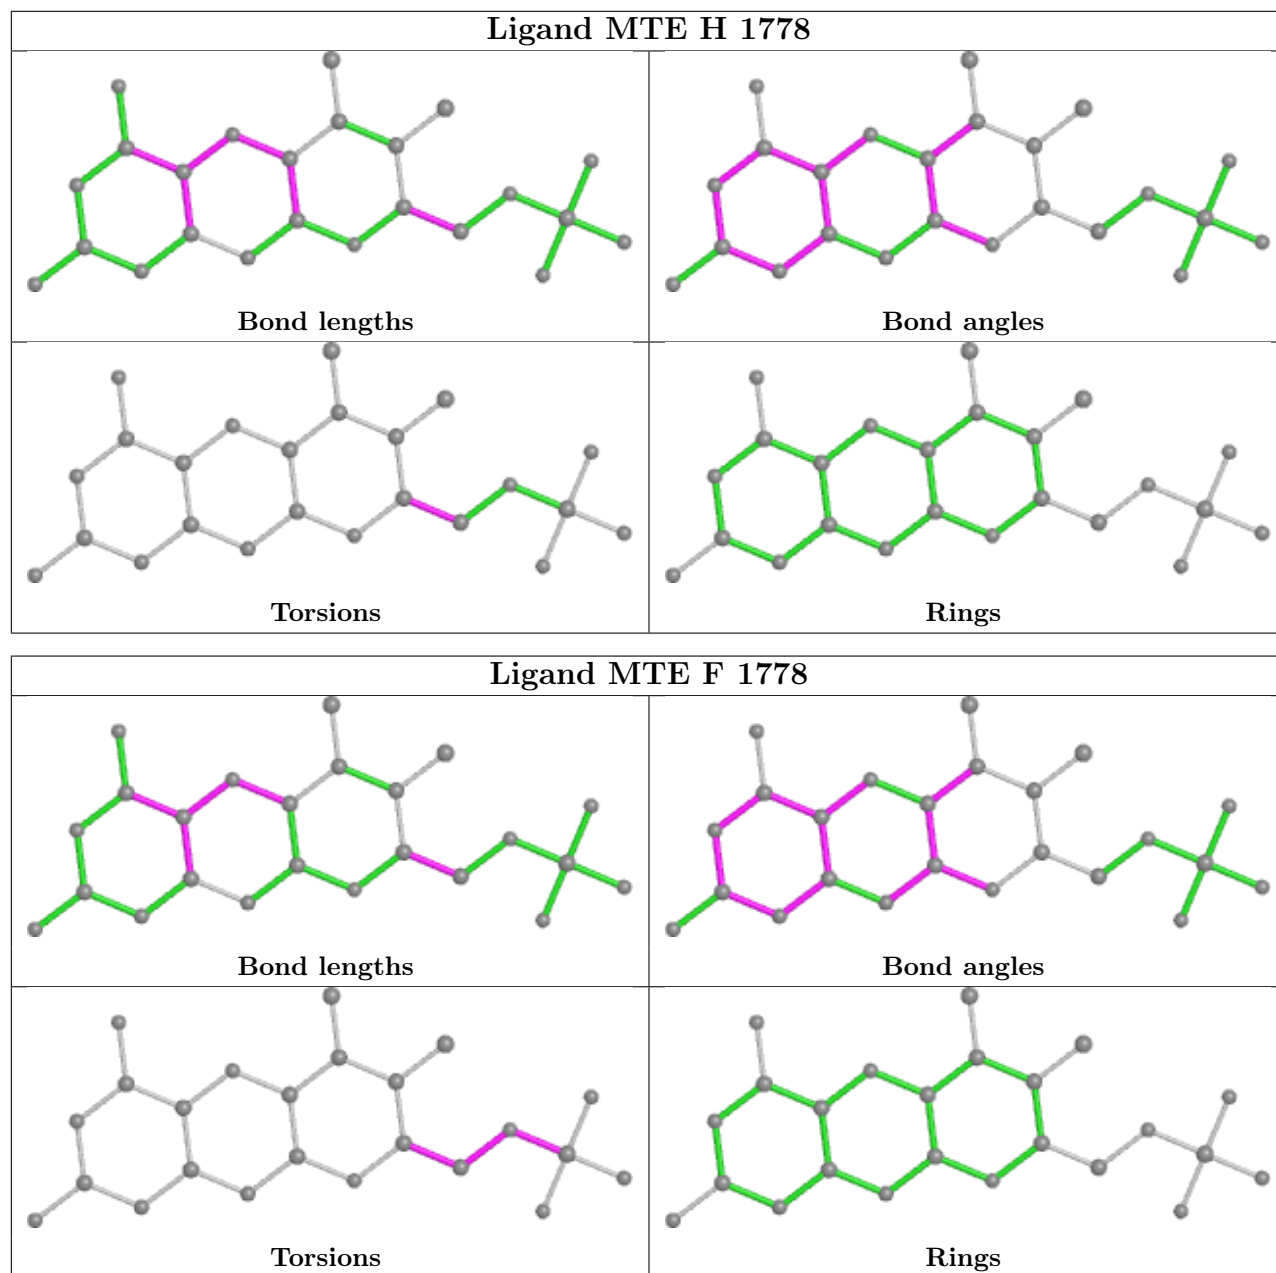 Ligand MTE H 1778
Bond lengths
Bond angles
Torsions
Rings
Ligand MTE F 1778
Bond lengths
Bond angles
Torsions
Rings